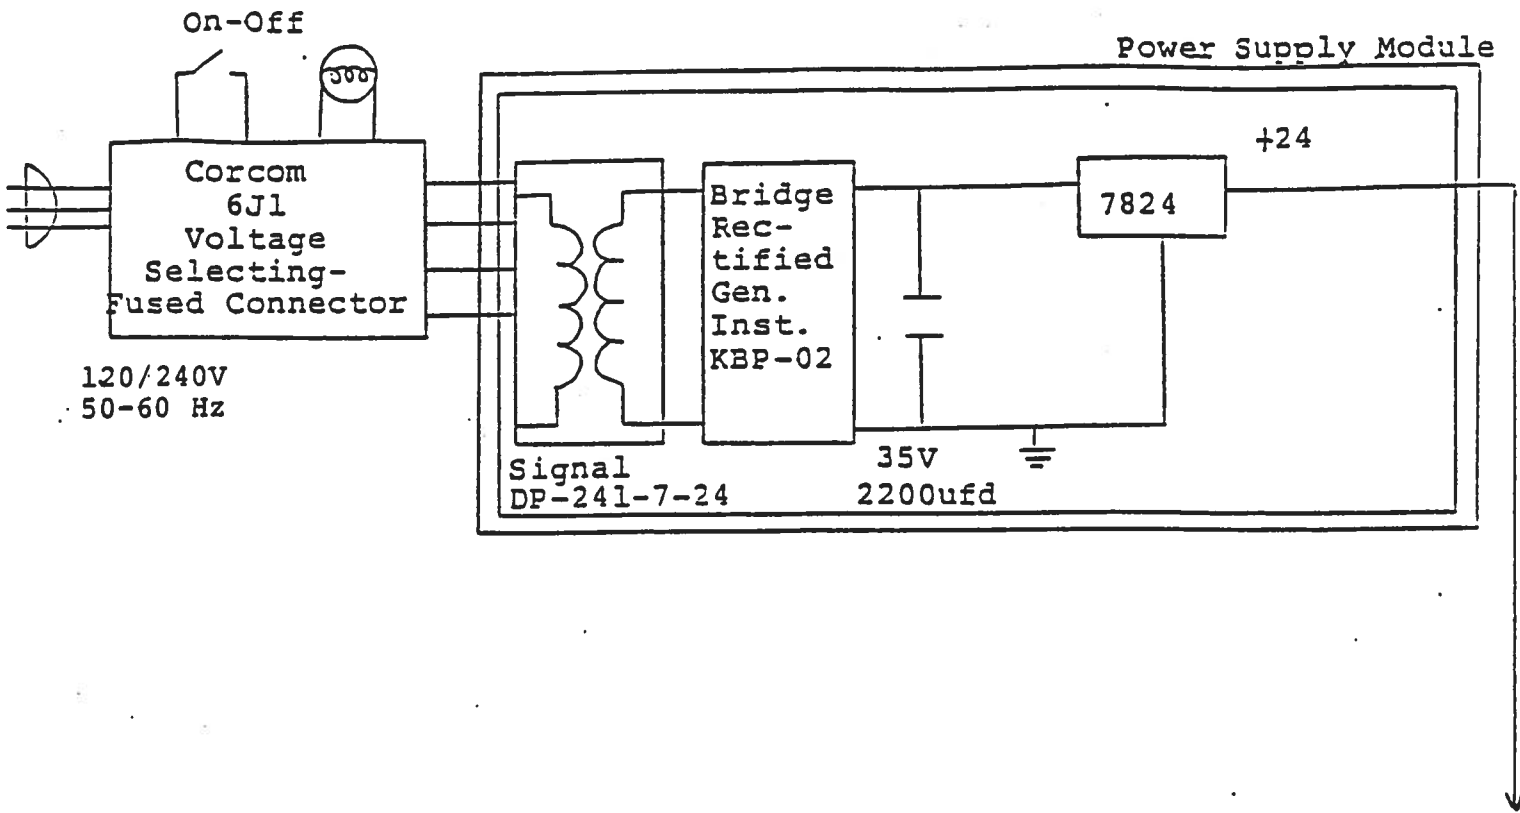 On-Off
Power Supply Module
+24
Corcom
6J1
Voltage
Selecting-
Fused Connector
Bridge
Rec-
tified
Gen.
Inst.
KBP-02
7824
120/240V
50-60 Hz
Signal
DP-241-7-24
35V
2200ufd